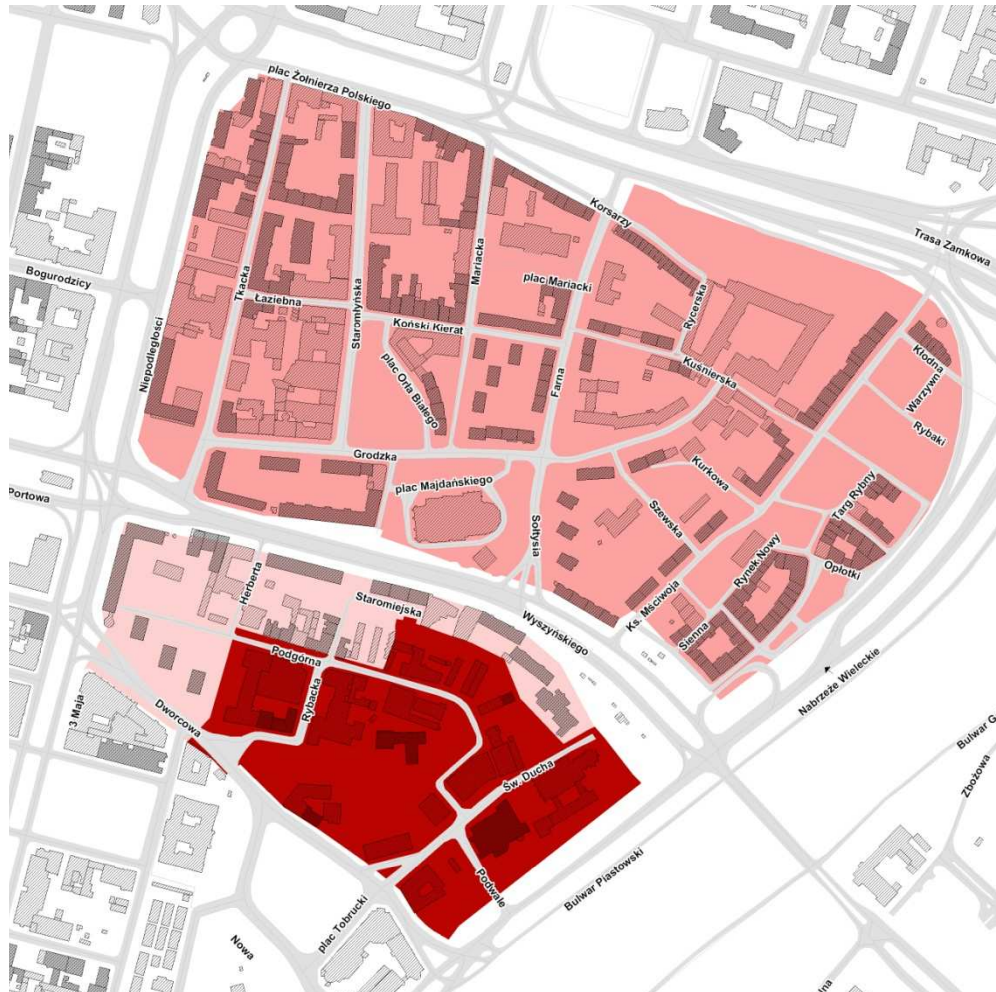 plac Żołnierza Polskiego
Korsarzy
Trasa Zamkowa
Bogurodzicy
Tkacka
Łaziebna
Staromłyńska
Mariacka
plac Mariacki
Rycerska
Niepodległości
Koński Kierat
plac Orła Białego
Farna
Kuśnierska
Kłodna
Warzywn
Rybaki
Grodzka
plac Majdańskiego
Kurkowa
Szewska
Targ Rybny
Portowa
Sołtysia
Rynek Nowy
Opłotki
Herberta
Staromiejska
Wyszyńskiego
Ks. Mściwoja
Sienna
Podgórna
Rybacka
Nabrzeże Wieleckie
3 Maja
Dworcowa
Bulwar G
Zbożowa
Św. Ducha
Podwale
Bulwar Piastowski
plac Tobrucki
Nowa
lna